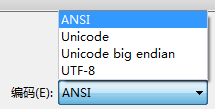 ANSI
Unicode
Unicode big endian
UTF-8
编码(E): ANSI